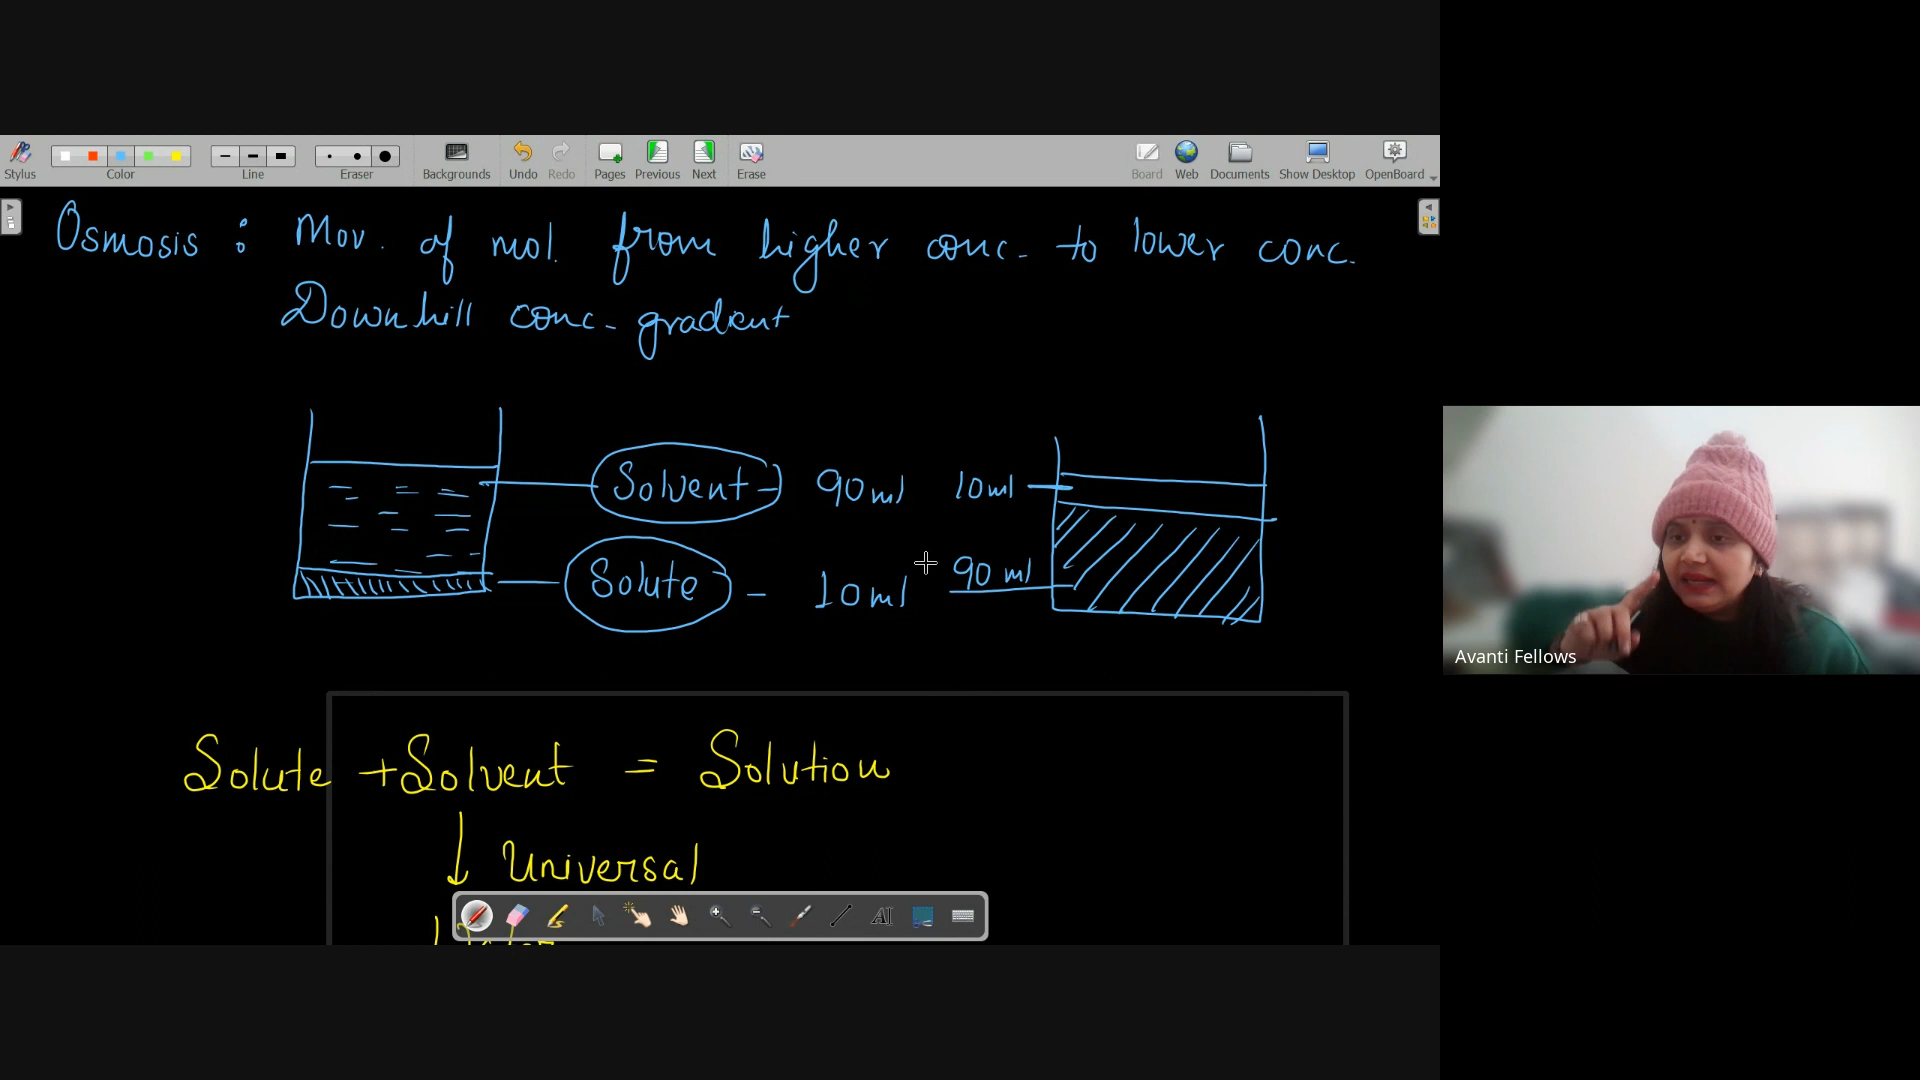 Stylus Color Line Eraser Backgrounds Undo Redo Pages Previous Next Erase Board Web Documents Show Desktop OpenBoard
Osmosis : Mov. of mol. from higher conc. to lower conc.
Downhill conc. gradient
Solvent - 90ml 10ml
Solute - 10ml 90 ml
Avanti Fellows
Solute + Solvent = Solution
↓ Universal